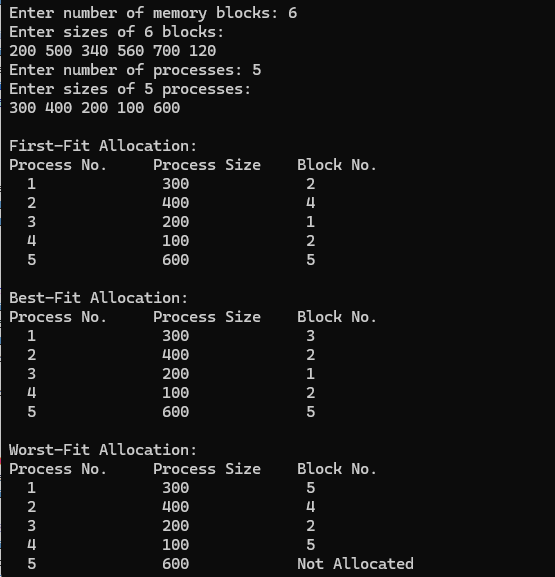 Enter number of memory blocks: 6
Enter sizes of 6 blocks:
200 500 340 560 700 120
Enter number of processes: 5
Enter sizes of 5 processes:
300 400 200 100 600
First-Fit Allocation:
Process No. Process Size Block No.
1 300 2
2 400 4
3 200 1
4 100 2
5 600 5
Best-Fit Allocation:
Process No. Process Size Block No.
1 300 3
2 400 2
3 200 1
4 100 2
5 600 5
Worst-Fit Allocation:
Process No. Process Size Block No.
1 300 5
2 400 4
3 200 2
4 100 5
5 600 Not Allocated